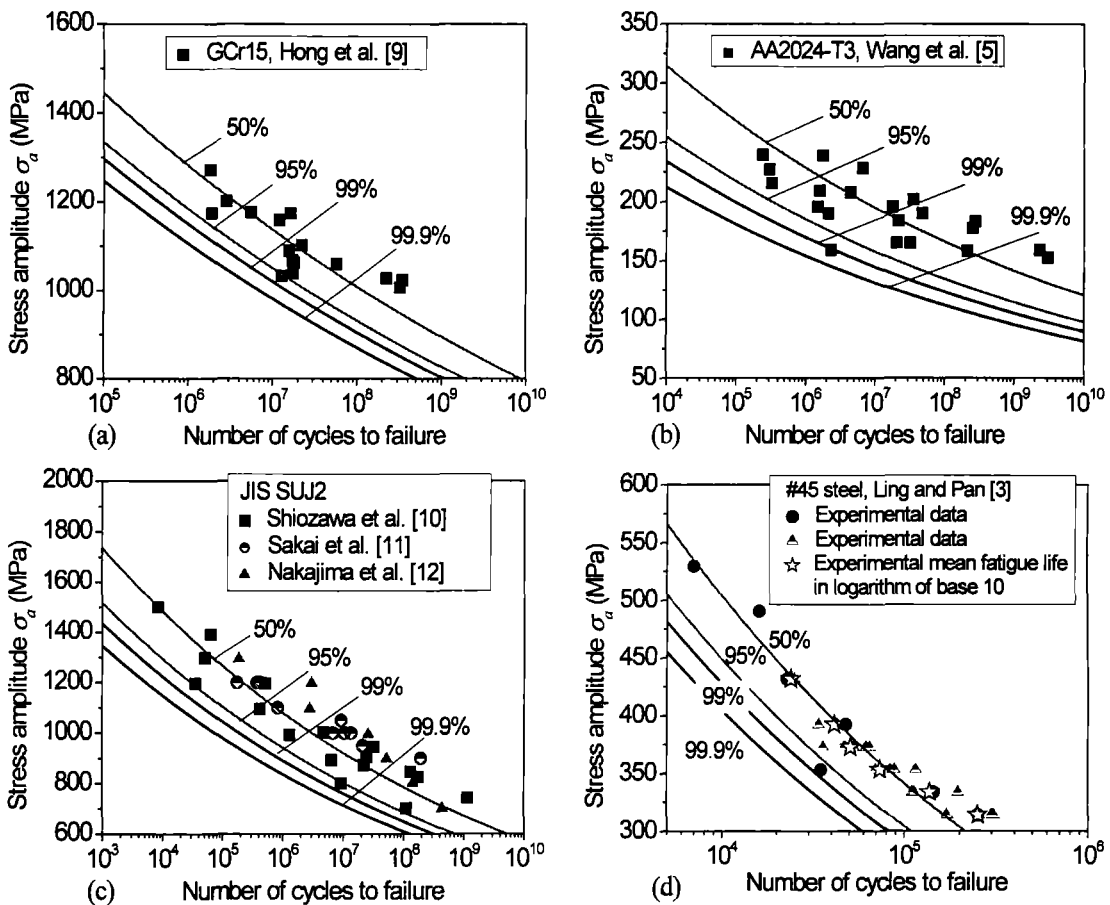 1600
1400
1200
1000
800
Stress amplitude σa (MPa)
GCr15, Hong et al. [9]
50%
95%
99%
99.9%
10^5 10^6 10^7 10^8 10^9 10^10
(a) Number of cycles to failure
350
300
250
200
150
100
50
Stress amplitude σa (MPa)
AA2024-T3, Wang et al. [5]
50%
95%
99%
99.9%
10^4 10^5 10^6 10^7 10^8 10^9 10^10
(b) Number of cycles to failure
2000
1800
1600
1400
1200
1000
800
600
Stress amplitude σa (MPa)
JIS SUJ2
Shiozawa et al. [10]
Sakai et al. [11]
Nakajima et al. [12]
50%
95%
99%
99.9%
10^3 10^4 10^5 10^6 10^7 10^8 10^9 10^10
(c) Number of cycles to failure
600
550
500
450
400
350
300
Stress amplitude σa (MPa)
#45 steel, Ling and Pan [3]
Experimental data
Experimental data
Experimental mean fatigue life
in logarithm of base 10
50%
95%
99%
99.9%
10^4 10^5 10^6
(d) Number of cycles to failure